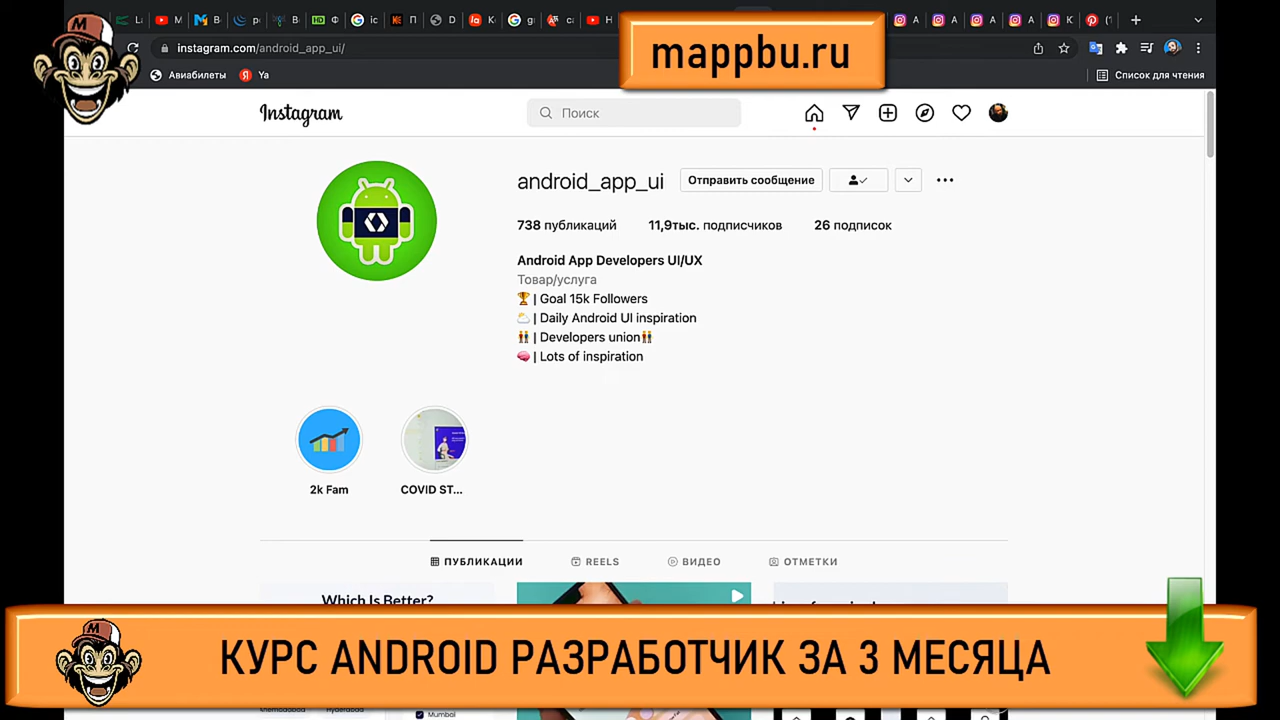 mappbu.ru
instagram.com/android_app_ui/
Авиабилеты
Ya
Список для чтения
Instagram
Поиск
android_app_ui
Отправить сообщение
738 публикаций
11,9тыс. подписчиков
26 подписок
Android App Developers UI/UX
Товар/услуга
🏆 | Goal 15k Followers
🌥 | Daily Android UI inspiration
👬 | Developers union👬
🧠 | Lots of inspiration
2k Fam
COVID ST...
ПУБЛИКАЦИИ
REELS
ВИДЕО
ОТМЕТКИ
Which Is Better?
КУРС ANDROID РАЗРАБОТЧИК ЗА 3 МЕСЯЦА
Mumbai